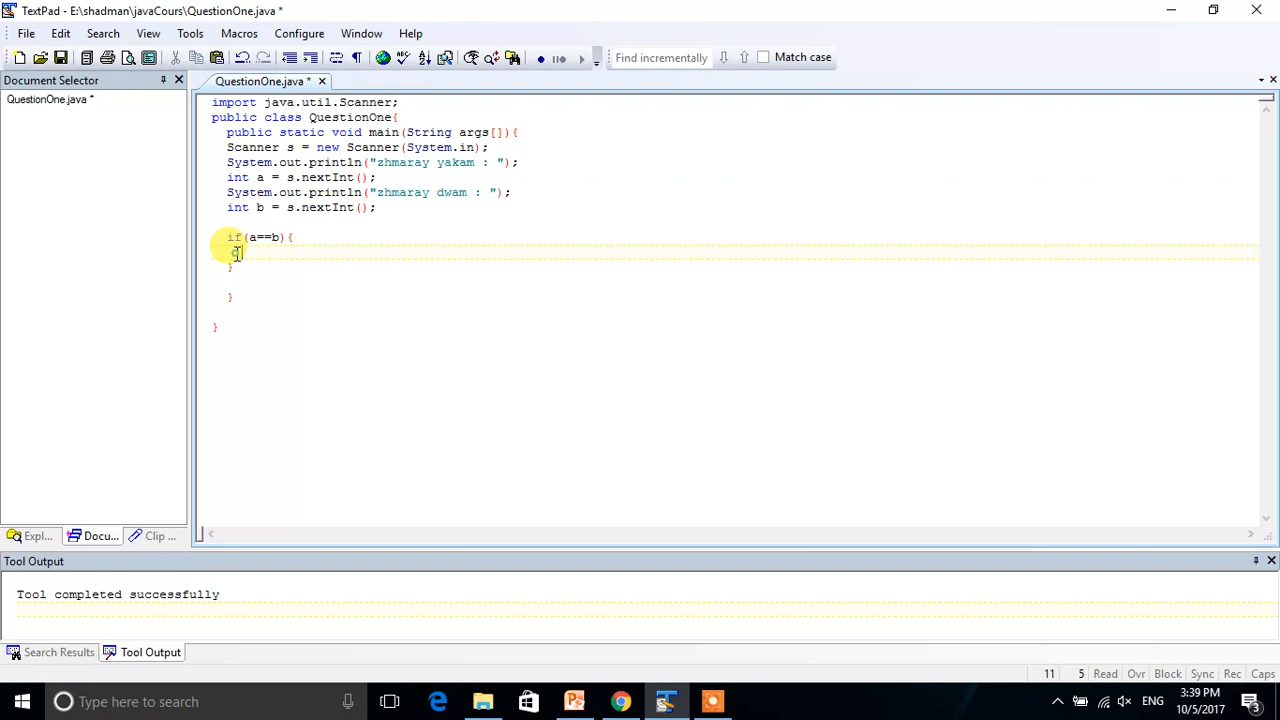 TextPad - E:\shadman\javaCours\QuestionOne.java *
File Edit Search View Tools Macros Configure Window Help
Find incrementally Match case
Document Selector
QuestionOne.java *
QuestionOne.java *
import java.util.Scanner;
public class QuestionOne{
public static void main(String args[]){
Scanner s = new Scanner(System.in);
System.out.println("zhmaray yakam : ");
int a = s.nextInt();
System.out.println("zhmaray dwam : ");
int b = s.nextInt();
if(a==b){
}
}
}
Expl... Docu... Clip ...
Tool Output
Tool completed successfully
Search Results Tool Output
11 5 Read Ovr Block Sync Rec Caps
Type here to search
ENG
3:39 PM
10/5/2017
3